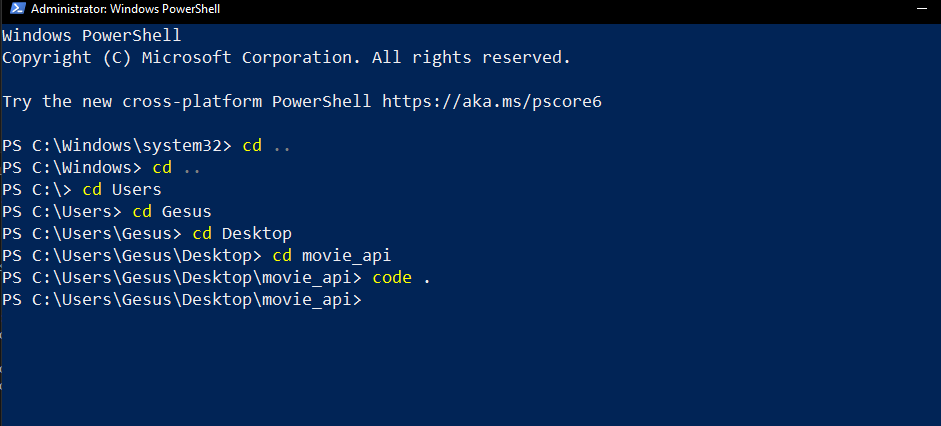 Administrator: Windows PowerShell
Windows PowerShell
Copyright (C) Microsoft Corporation. All rights reserved.
Try the new cross-platform PowerShell https://aka.ms/pscore6
PS C:\Windows\system32> cd ..
PS C:\Windows> cd ..
PS C:\> cd Users
PS C:\Users> cd Gesus
PS C:\Users\Gesus> cd Desktop
PS C:\Users\Gesus\Desktop> cd movie_api
PS C:\Users\Gesus\Desktop\movie_api> code .
PS C:\Users\Gesus\Desktop\movie_api>